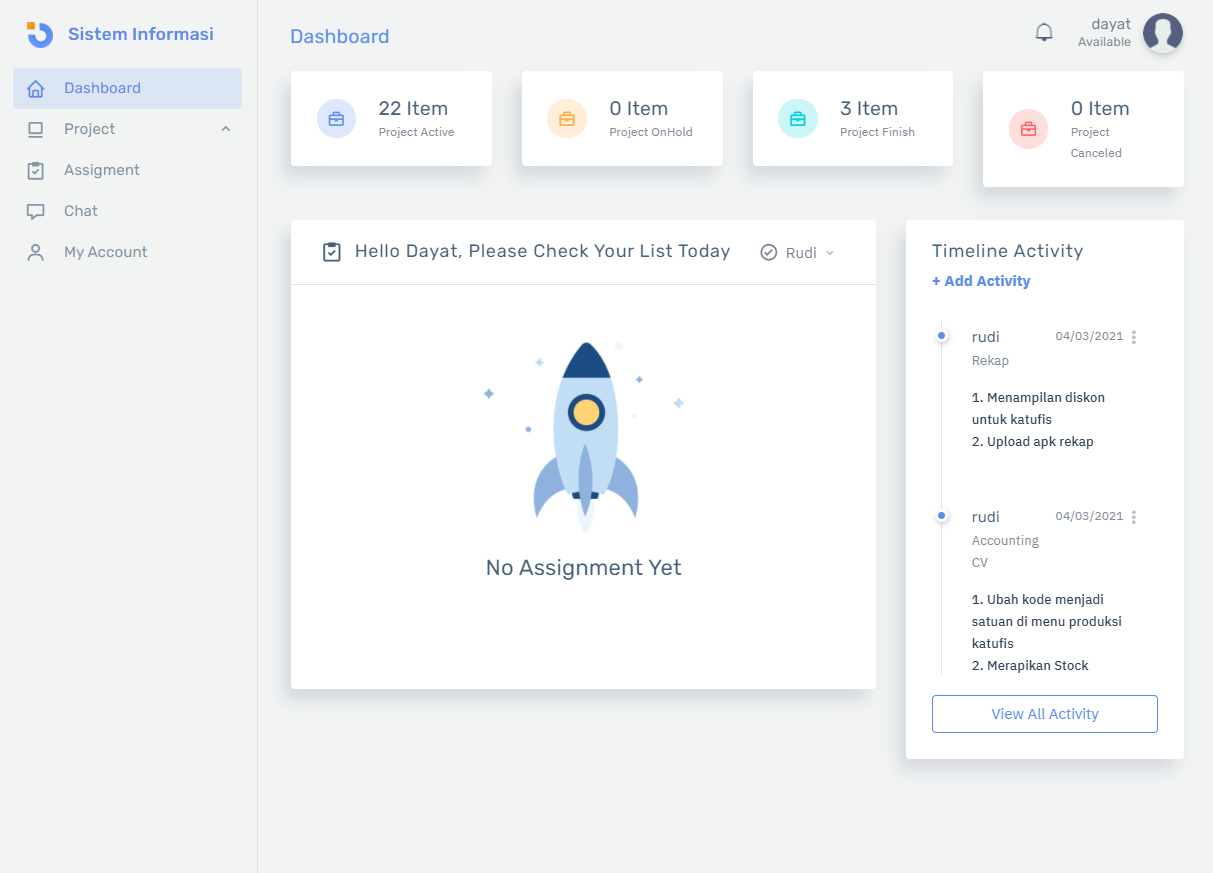 Sistem Informasi
Dashboard
Project
Assigment
Chat
My Account
Dashboard
dayat
Available
22 Item
Project Active
0 Item
Project OnHold
3 Item
Project Finish
0 Item
Project
Canceled
Hello Dayat, Please Check Your List Today
Rudi
No Assignment Yet
Timeline Activity
+ Add Activity
rudi 04/03/2021
Rekap
1. Menampilan diskon
untuk katufis
2. Upload apk rekap
rudi 04/03/2021
Accounting
CV
1. Ubah kode menjadi
satuan di menu produksi
katufis
2. Merapikan Stock
View All Activity